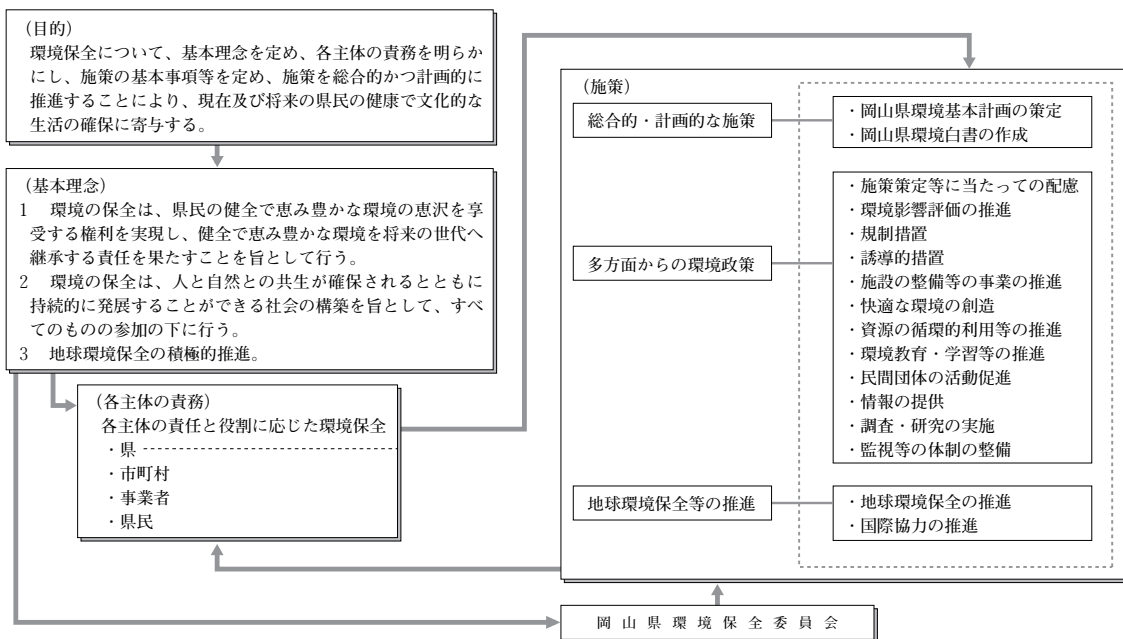 （目的）
環境保全について、基本理念を定め、各主体の責務を明らか
にし、施策の基本事項等を定め、施策を総合的かつ計画的に
推進することにより、現在及び将来の県民の健康で文化的な
生活の確保に寄与する。
（基本理念）
1　環境の保全は、県民の健全で恵み豊かな環境の恵沢を享
受する権利を実現し、健全で恵み豊かな環境を将来の世代へ
継承する責任を果たすことを旨として行う。
2　環境の保全は、人と自然との共生が確保されるとともに
持続的に発展することができる社会の構築を旨として、すべ
てのものの参加の下に行う。
3　地球環境保全の積極的推進。
（各主体の責務）
各主体の責任と役割に応じた環境保全
・県
・市町村
・事業者
・県民
（施策）
総合的・計画的な施策
・岡山県環境基本計画の策定
・岡山県環境白書の作成
多方面からの環境政策
・施策策定等に当たっての配慮
・環境影響評価の推進
・規制措置
・誘導的措置
・施設の整備等の事業の推進
・快適な環境の創造
・資源の循環的利用等の推進
・環境教育・学習等の推進
・民間団体の活動促進
・情報の提供
・調査・研究の実施
・監視等の体制の整備
地球環境保全等の推進
・地球環境保全の推進
・国際協力の推進
岡山県環境保全委員会